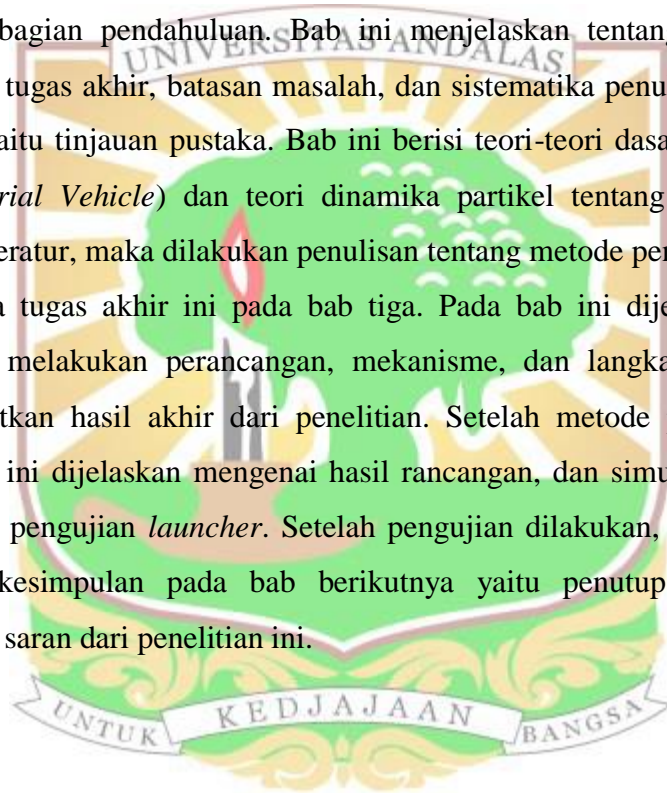 bagian pendahuluan. Bab ini menjelaskan tentang
UNIVERSITAS ANDALAS
tugas akhir, batasan masalah, dan sistematika penu
aitu tinjauan pustaka. Bab ini berisi teori-teori dasa
rial Vehicle) dan teori dinamika partikel tentang
eratur, maka dilakukan penulisan tentang metode per
a tugas akhir ini pada bab tiga. Pada bab ini dije
melakukan perancangan, mekanisme, dan langka
tkan hasil akhir dari penelitian. Setelah metode
ini dijelaskan mengenai hasil rancangan, dan simu
pengujian launcher. Setelah pengujian dilakukan,
kesimpulan pada bab berikutnya yaitu penutup
saran dari penelitian ini.
UNTUK KEDJAJAAN BANGSA